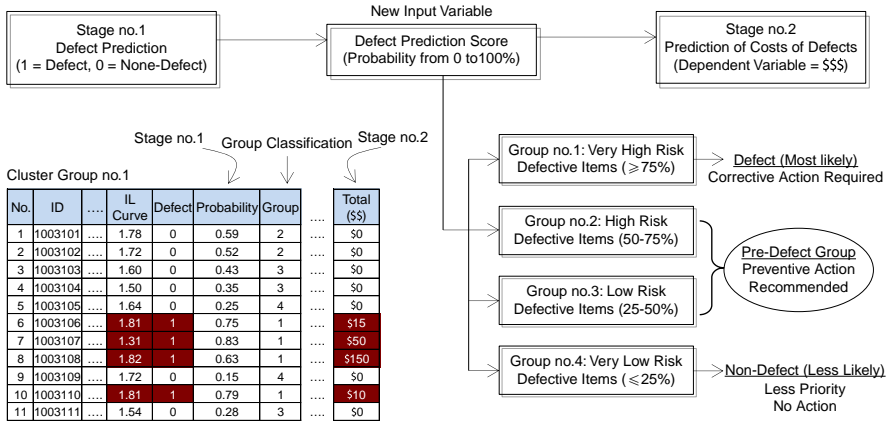 New Input Variable
Stage no.1
Defect Prediction
(1 = Defect, 0 = None-Defect)
Defect Prediction Score
(Probability from 0 to100%)
Stage no.2
Prediction of Costs of Defects
(Dependent Variable = $$$)
Stage no.1
Group Classification
Stage no.2
Cluster Group no.1
No. ID .... IL Curve Defect Probability Group .... Total ($$)
1 1003101 .... 1.78 0 0.59 2 .... $0
2 1003102 .... 1.72 0 0.52 2 .... $0
3 1003103 .... 1.60 0 0.43 3 .... $0
4 1003104 .... 1.50 0 0.35 3 .... $0
5 1003105 .... 1.64 0 0.25 4 .... $0
6 1003106 .... 1.81 1 0.75 1 .... $15
7 1003107 .... 1.31 1 0.83 1 .... $50
8 1003108 .... 1.82 1 0.63 1 .... $150
9 1003109 .... 1.72 0 0.15 4 .... $0
10 1003110 .... 1.81 1 0.79 1 .... $10
11 1003111 .... 1.54 0 0.28 3 .... $0
Group no.1: Very High Risk
Defective Items (⩾75%)
Defect (Most likely)
Corrective Action Required
Group no.2: High Risk
Defective Items (50-75%)
Group no.3: Low Risk
Defective Items (25-50%)
Pre-Defect Group
Preventive Action
Recommended
Group no.4: Very Low Risk
Defective Items (⩽25%)
Non-Defect (Less Likely)
Less Priority
No Action